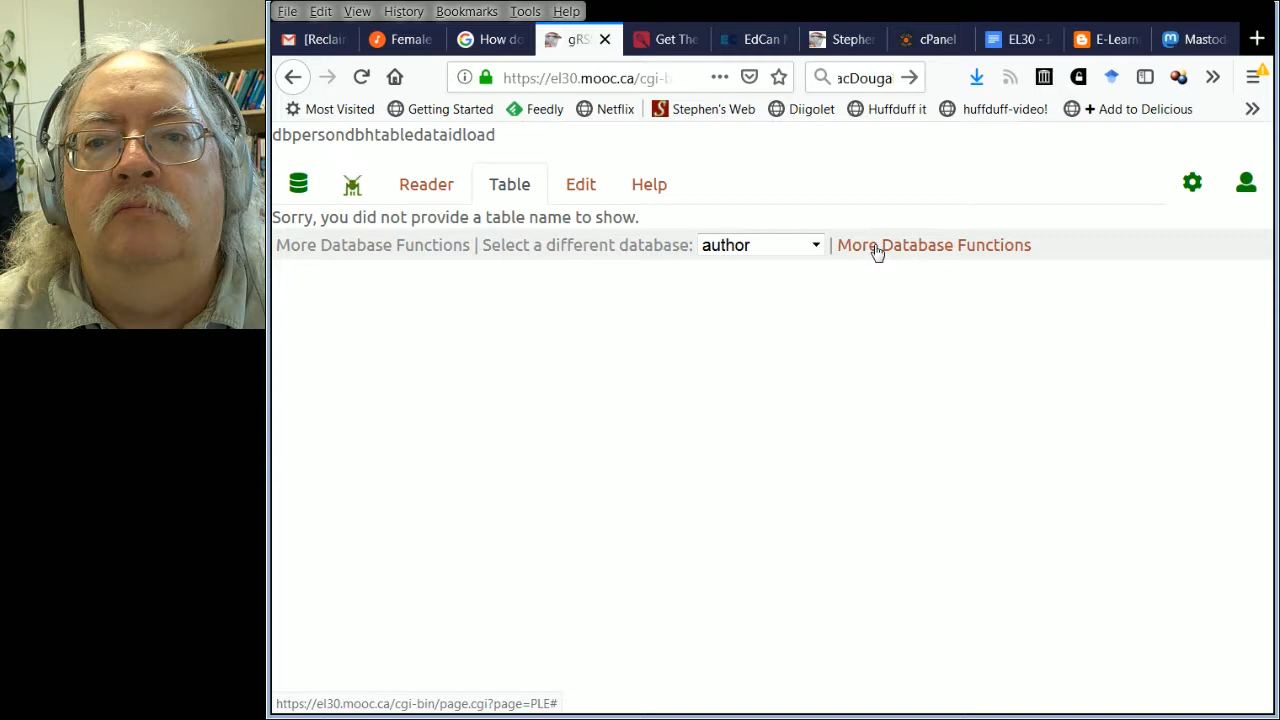 File Edit View History Bookmarks Tools Help
[Reclain Female How do gRS Get The EdCan Stephe cPanel EL30 - E-Learn Mastod
https://el30.mooc.ca/cgi-b acDouga
Most Visited Getting Started Feedly Netflix Stephen's Web Diigolet Huffduff it huffduff-video! + Add to Delicious
dbpersondbhtabledataidload
Reader Table Edit Help
Sorry, you did not provide a table name to show.
More Database Functions | Select a different database: author | More Database Functions
https://el30.mooc.ca/cgi-bin/page.cgi?page=PLE#